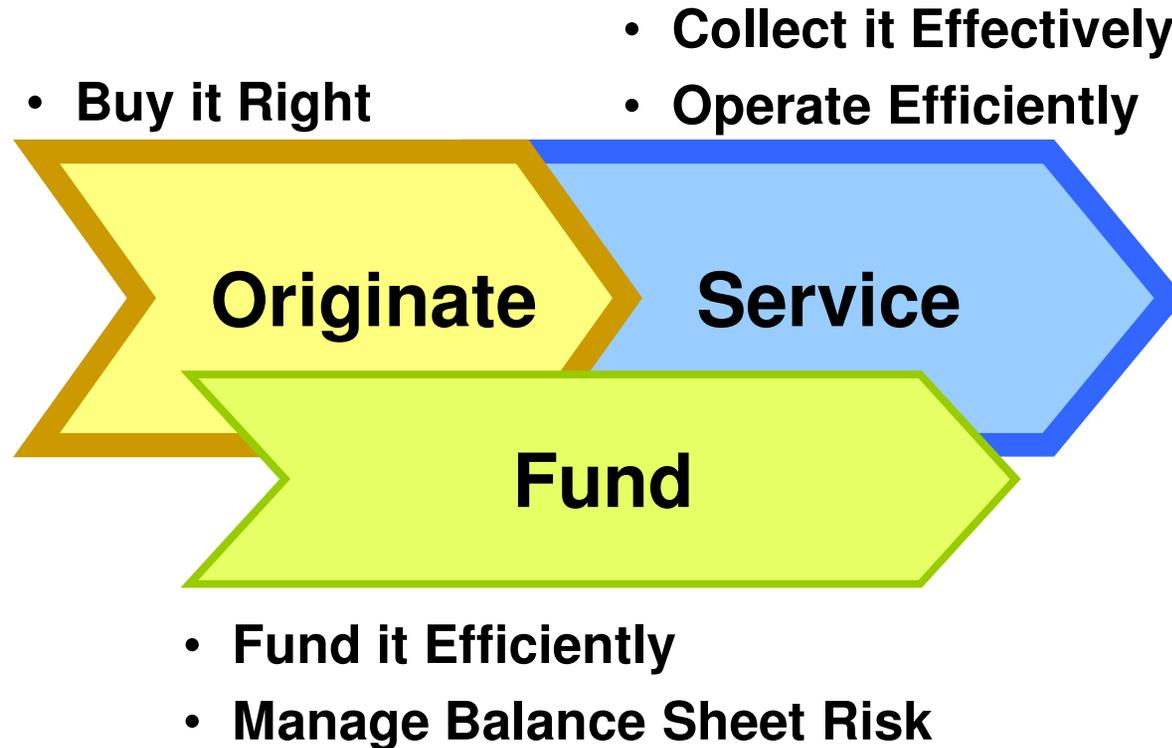 • Collect it Effectively
• Buy it Right
• Operate Efficiently
Originate
Service
Fund
• Fund it Efficiently
• Manage Balance Sheet Risk